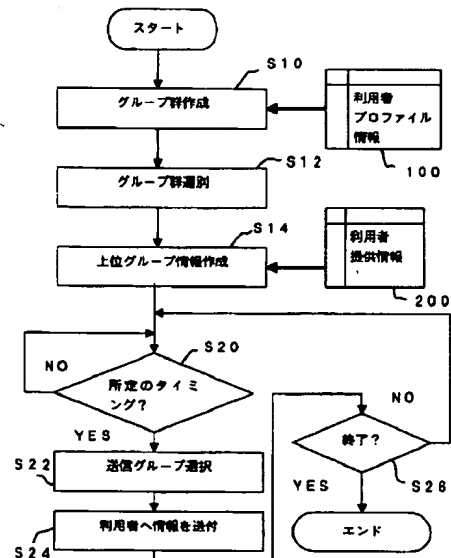 スタート
S10
グループ群作成
利用者
プロファイル
情報
100
S12
グループ群選別
S14
上位グループ情報作成
利用者
提供情報
200
S20
NO
所定のタイミ
ング?
YES
S22
送信グループ選択
S24
利用者へ情報を送付
NO
終了?
S26
YES
エンド